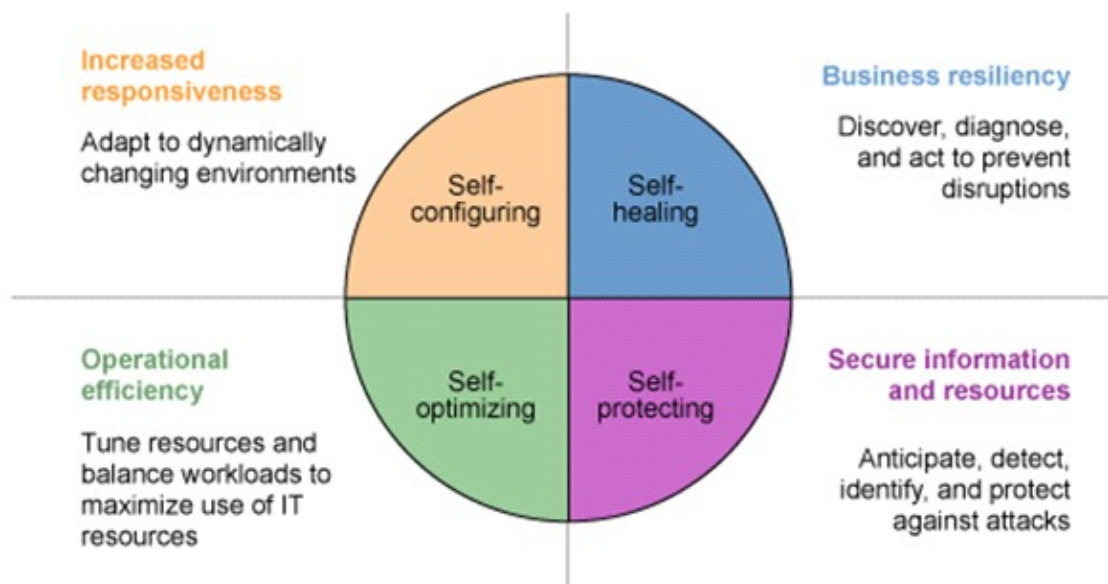 Increased
responsiveness
Adapt to dynamically
changing environments
Self-
configuring
Self-
healing
Business resiliency
Discover, diagnose,
and act to prevent
disruptions
Operational
efficiency
Tune resources and
balance workloads to
maximize use of IT
resources
Self-
optimizing
Self-
protecting
Secure information
and resources
Anticipate, detect,
identify, and protect
against attacks